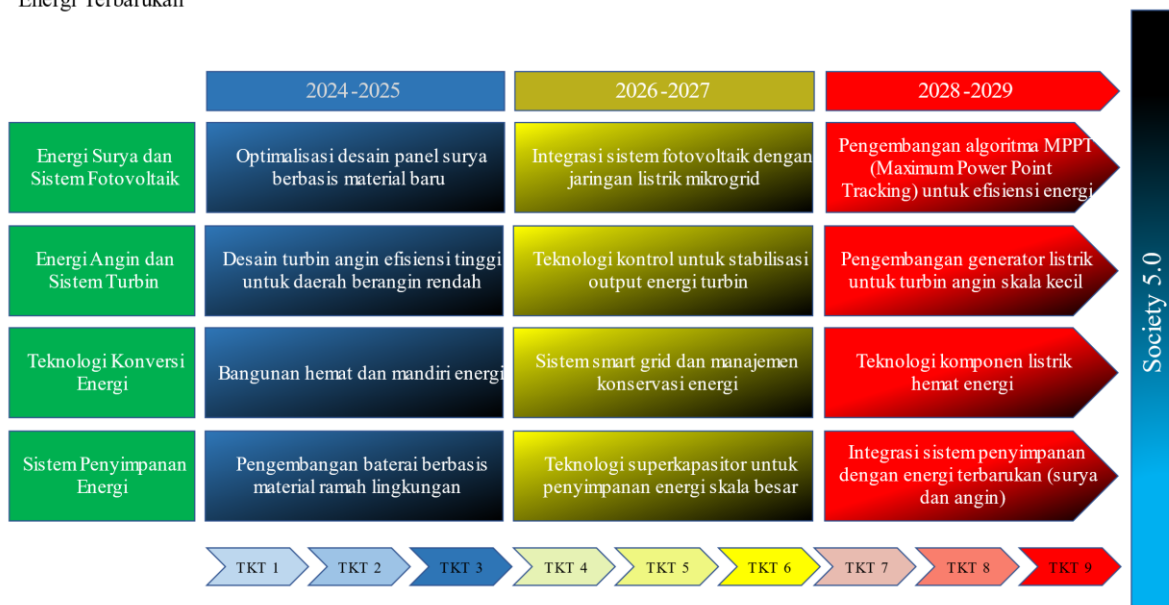 Energi Terbarukan
2024-2025
2026-2027
2028-2029
Energi Surya dan
Sistem Fotovoltaik
Optimalisasi desain panel surya
berbasis material baru
Integrasi sistem fotovoltaik dengan
jaringan listrik mikrogrid
Pengembangan algoritma MPPT
(Maximum Power Point
Tracking) untuk efisiensi energi
Energi Angin dan
Sistem Turbin
Desain turbin angin efisiensi tinggi
untuk daerah berangin rendah
Teknologi kontrol untuk stabilisasi
output energi turbin
Pengembangan generator listrik
untuk turbin angin skala kecil
Teknologi Konversi
Energi
Bangunan hemat dan mandiri energi
Sistem smart grid dan manajemen
konservasi energi
Teknologi komponen listrik
hemat energi
Sistem Penyimpanan
Energi
Pengembangan baterai berbasis
material ramah lingkungan
Teknologi superkapasitor untuk
penyimpanan energi skala besar
Integrasi sistem penyimpanan
dengan energi terbarukan (surya
dan angin)
TKT 1
TKT 2
TKT 3
TKT 4
TKT 5
TKT 6
TKT 7
TKT 8
TKT 9
Society 5.0